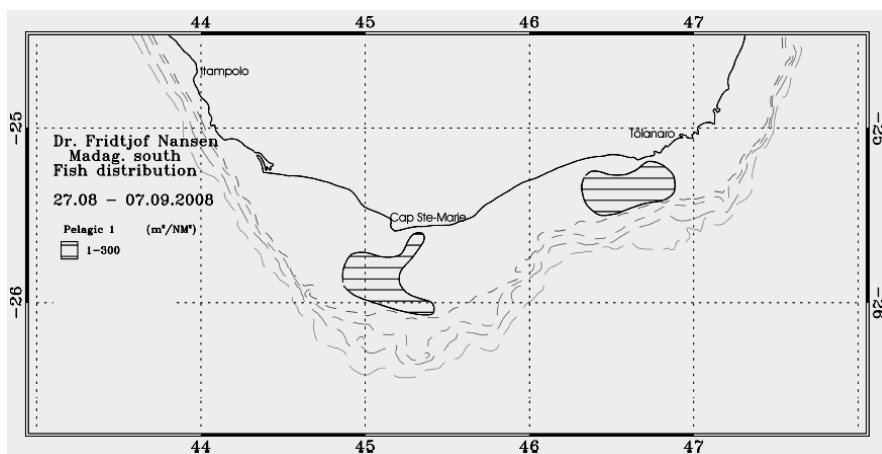 44 45 46 47
Itampolo
-25 -25
Tôlanaro
Dr. Fridtjof Nansen
Madag. south
Fish distribution
27.08 – 07.09.2008
Cap Ste-Marie
Pelagic 1 (m²/NM²)
1-300
-26 -26
44 45 46 47